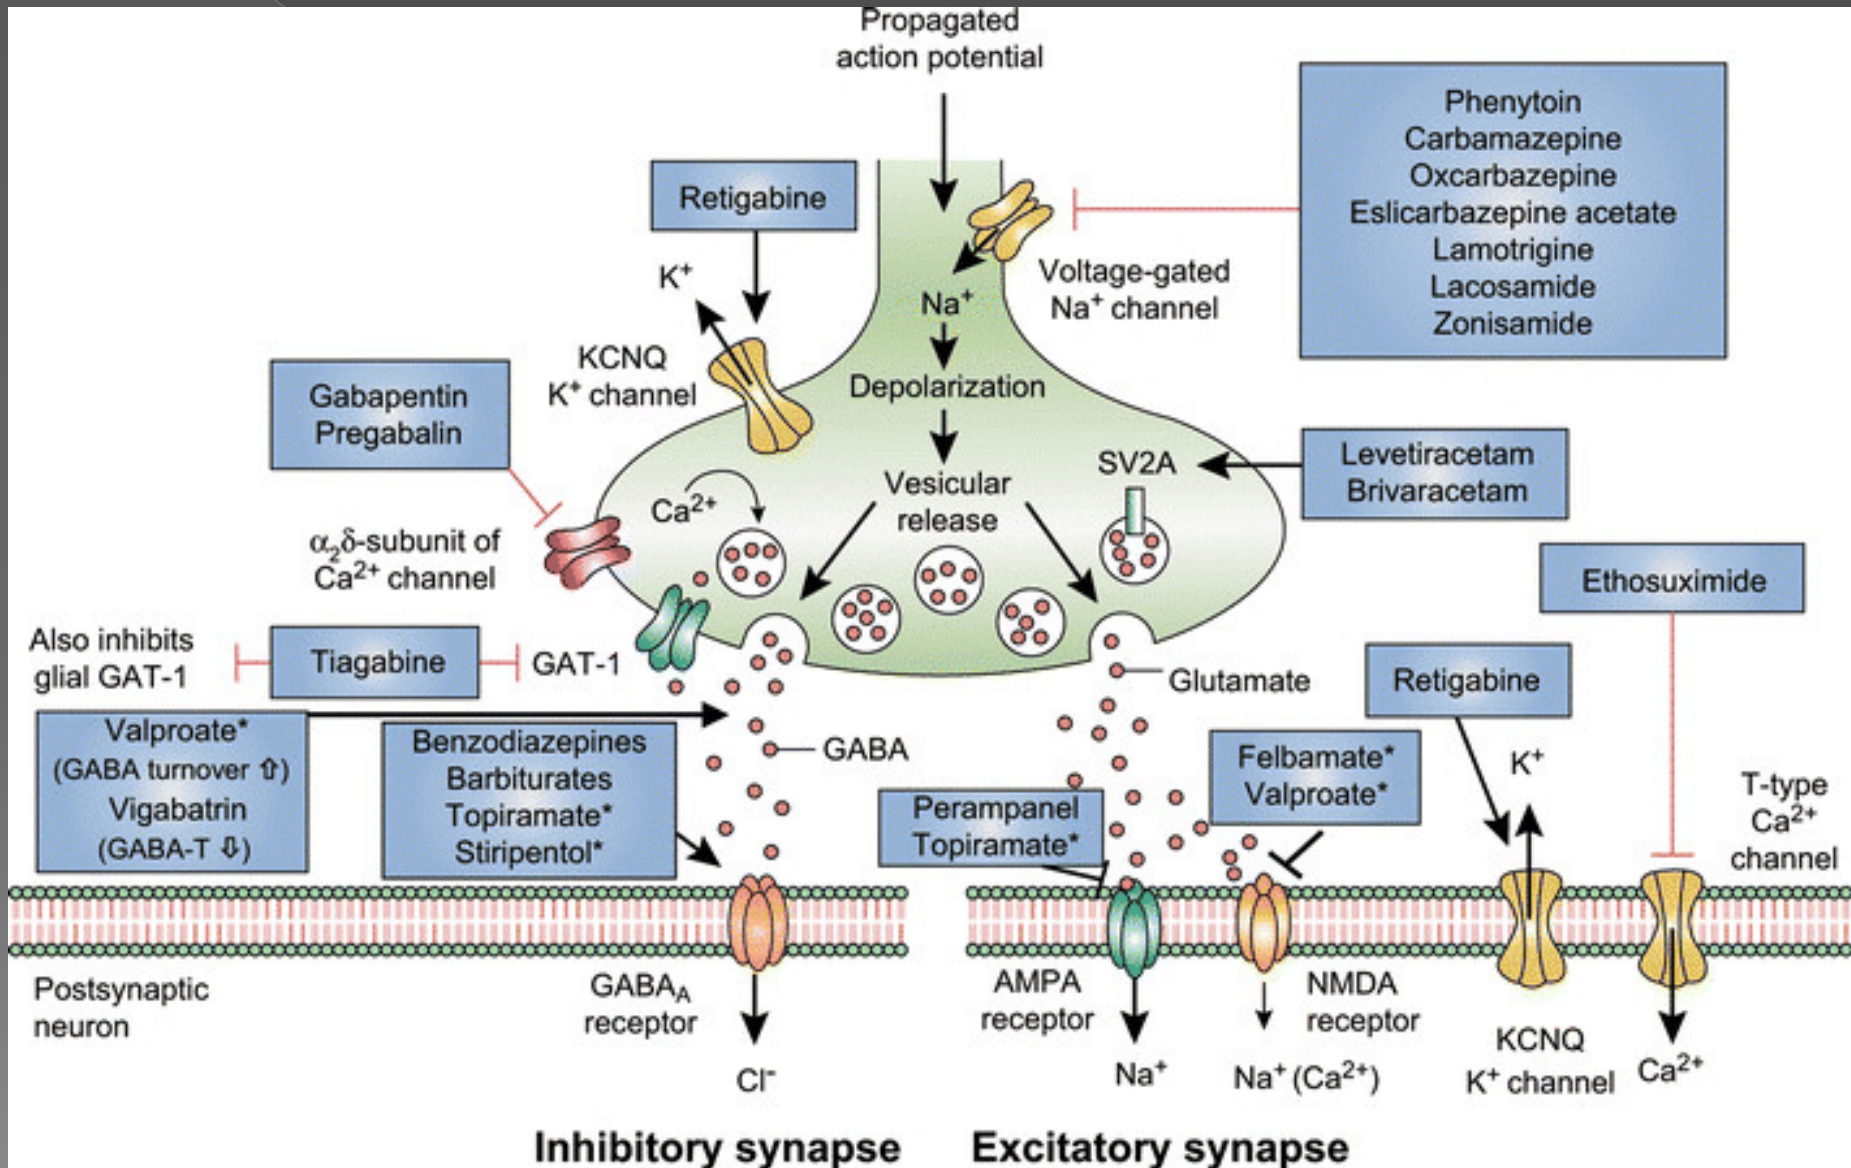 Propagated
action potential
Phenytoin
Carbamazepine
Oxcarbazepine
Eslicarbazepine acetate
Lamotrigine
Lacosamide
Zonisamide
Retigabine
K⁺
Voltage-gated
Na⁺ channel
Na⁺
KCNQ
K⁺ channel
Depolarization
Gabapentin
Pregabalin
SV2A
Levetiracetam
Brivaracetam
Vesicular
release
Ca²⁺
α₂δ-subunit of
Ca²⁺ channel
Ethosuximide
Also inhibits
glial GAT-1
Tiagabine
GAT-1
Glutamate
Retigabine
Valproate*
(GABA turnover ⇧)
Vigabatrin
(GABA-T ⇩)
Benzodiazepines
Barbiturates
Topiramate*
Stiripentol*
GABA
Perampanel
Topiramate*
Felbamate*
Valproate*
K⁺
T-type
Ca²⁺
channel
Postsynaptic
neuron
GABA_A
receptor
Cl⁻
AMPA
receptor
Na⁺
NMDA
receptor
Na⁺ (Ca²⁺)
KCNQ
K⁺ channel
Ca²⁺
Inhibitory synapse
Excitatory synapse